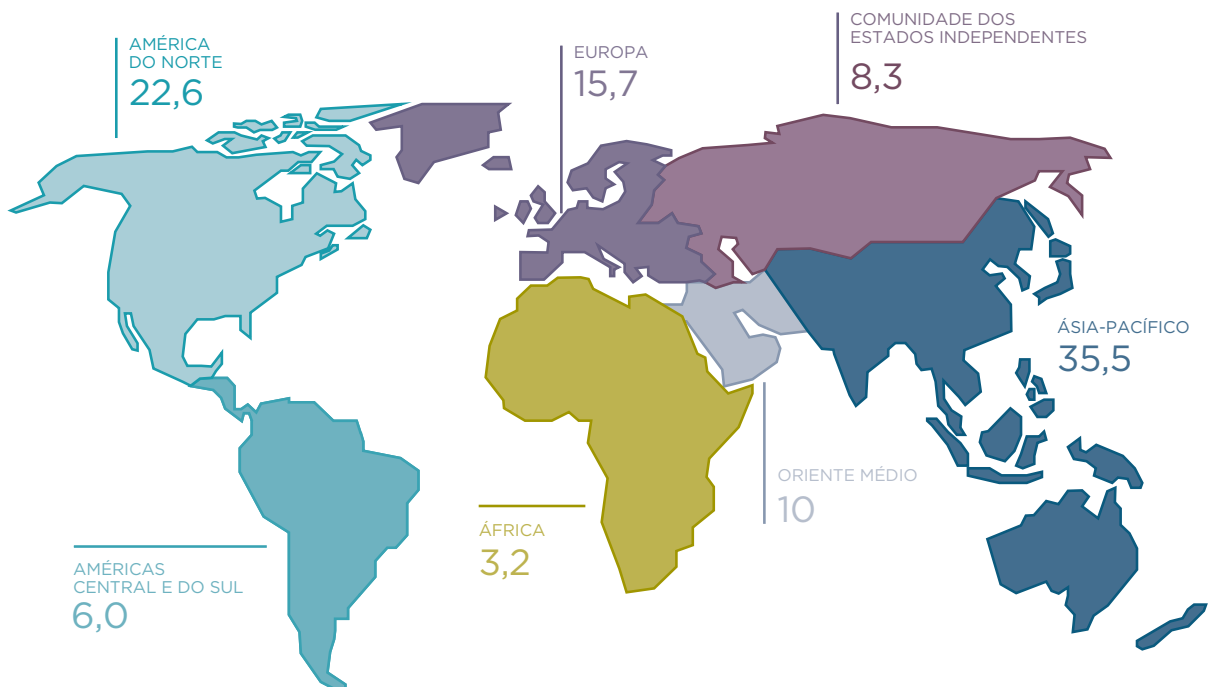 AMÉRICA
DO NORTE
22,6
EUROPA
15,7
COMUNIDADE DOS
ESTADOS INDEPENDENTES
8,3
ÁSIA-PACÍFICO
35,5
ORIENTE MÉDIO
10
ÁFRICA
3,2
AMÉRICAS
CENTRAL E DO SUL
6,0